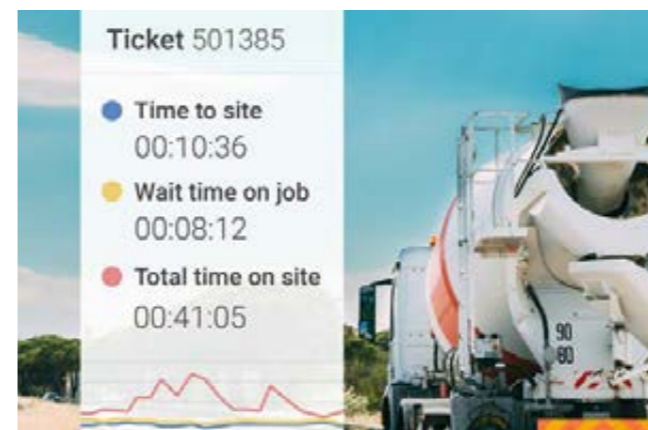 Ticket 501385
Time to site
00:10:36
Wait time on job
00:08:12
Total time on site
00:41:05
90
80